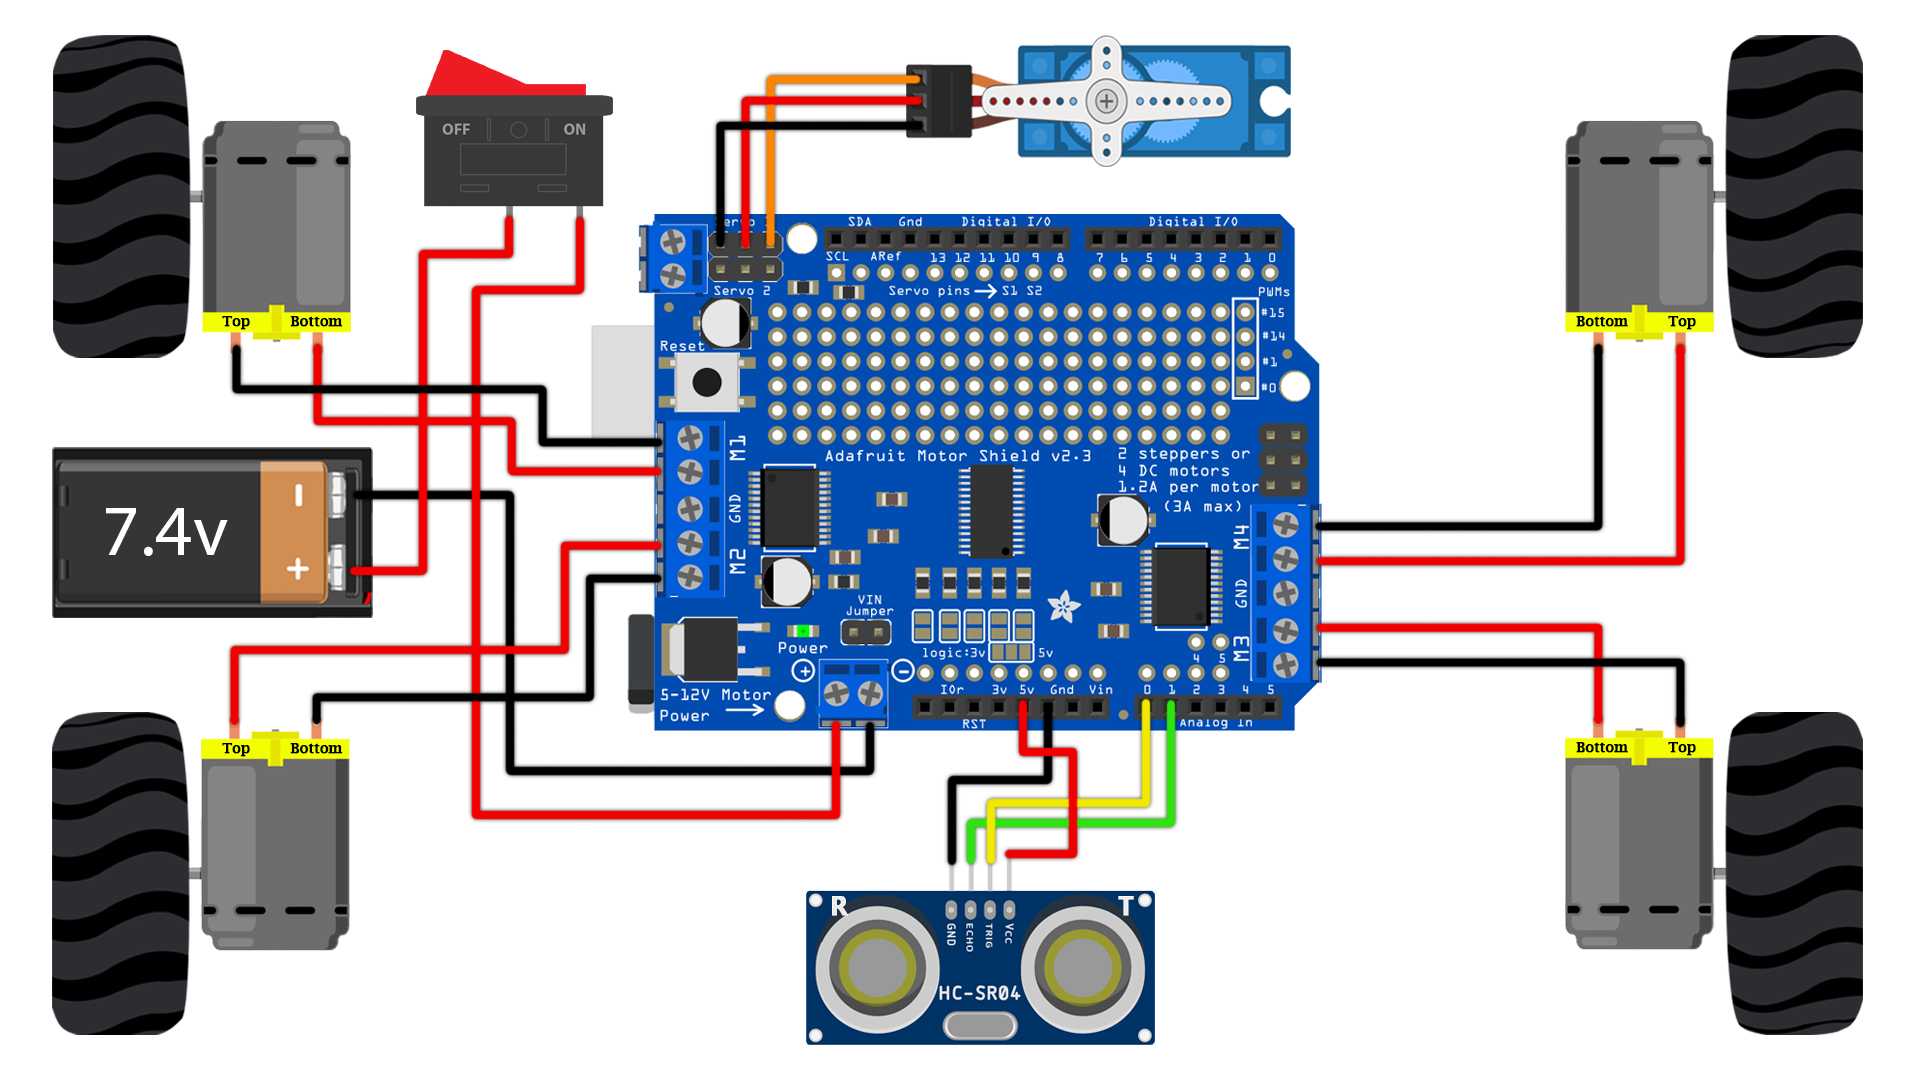 OFF ON
Top Bottom
Bottom Top
7.4v
+
Top Bottom
Bottom Top
Servo 1
SDA Gnd Digital I/O Digital I/O
SCL ARef 13 12 11 10 9 8 7 6 5 4 3 2 1 0
Servo 2
Servo pins → S1 S2
PWMs
#15
#14
#1
#0
Reset
M1
GND
M2
Adafruit Motor Shield v2.3
2 steppers or
4 DC motors
1.2A per motor
(3A max)
M4
GND
M3
VIN
Jumper
Power
logic:3v 5v
4 5
5-12V Motor
Power →
+ -
IOr 3v 5v Gnd Vin
RST
0 1 2 3 4 5
Analog In
R T
GND ECHO TRIG VCC
HC-SR04